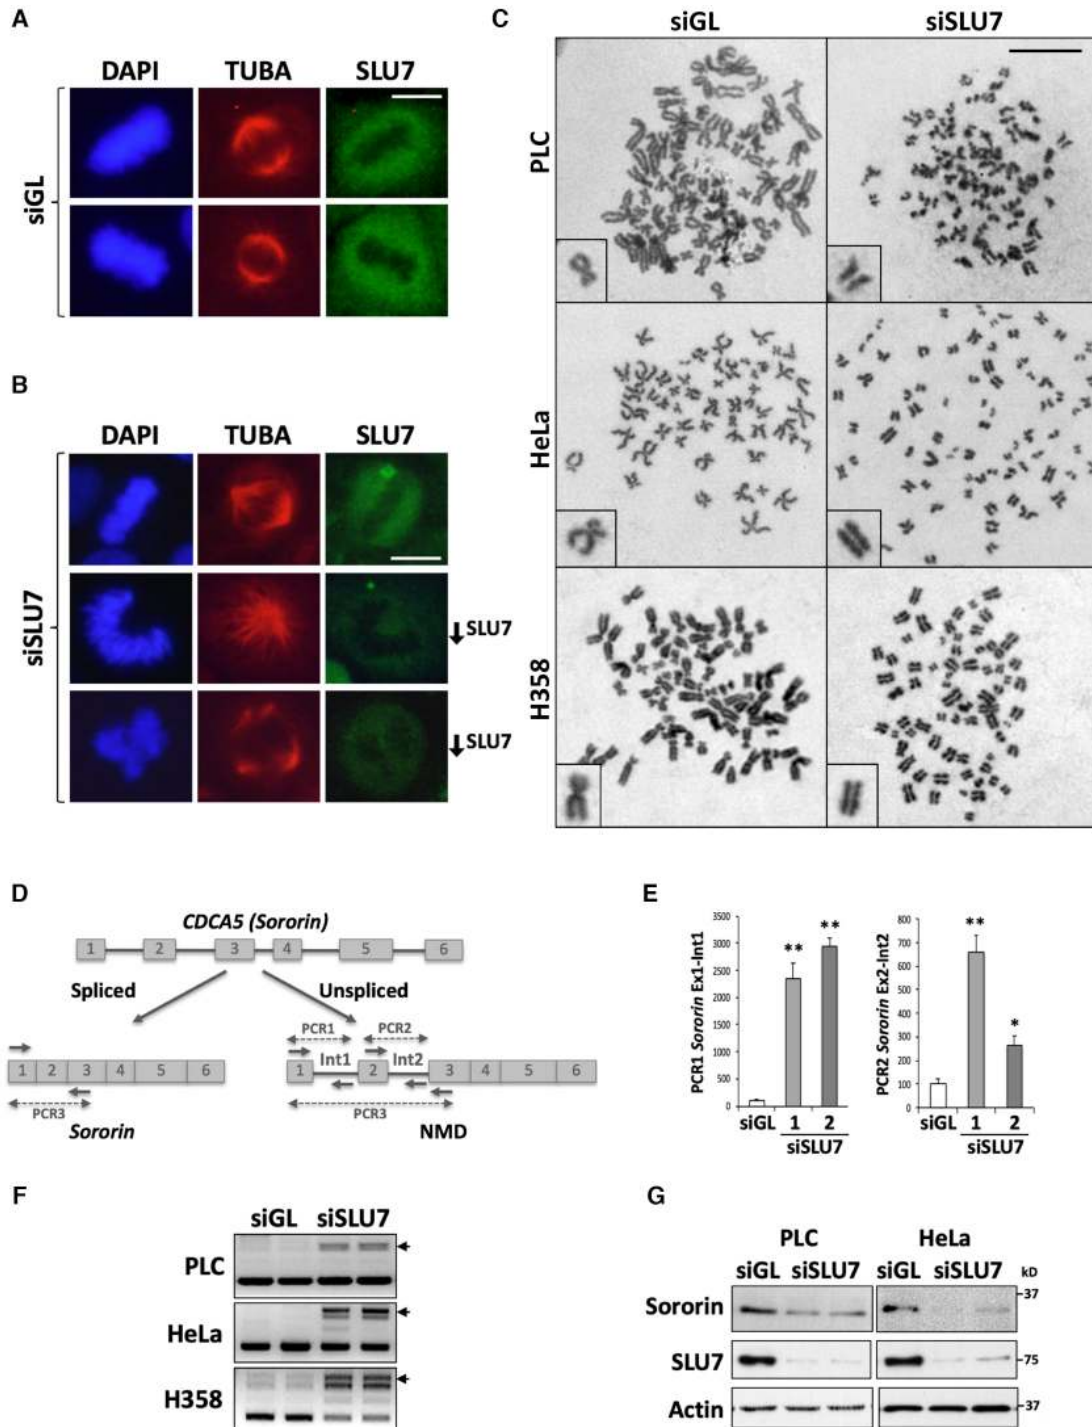 A
DAPI TUBA SLU7
siGL
B
DAPI TUBA SLU7
siSLU7
SLU7
SLU7
C
siGL siSLU7
PLC
HeLa
H358
D
CDCA5 (Sororin)
1 2 3 4 5 6
Spliced Unspliced
PCR1 PCR2
Int1 Int2
1 2 3 4 5 6 1 2 3 4 5 6
PCR3 PCR3
Sororin NMD
E
PCR1 Sororin Ex1-Int1
3500
3000
2500
2000
1500
1000
500
0
** **
siGL 1 2
siSLU7
PCR2 Sororin Ex2-Int2
800
700
600
500
400
300
200
100
0
** *
siGL 1 2
siSLU7
F
siGL siSLU7
PLC
HeLa
H358
G
PLC HeLa
siGL siSLU7 siGL siSLU7 kD
Sororin 37
SLU7 75
Actin 37